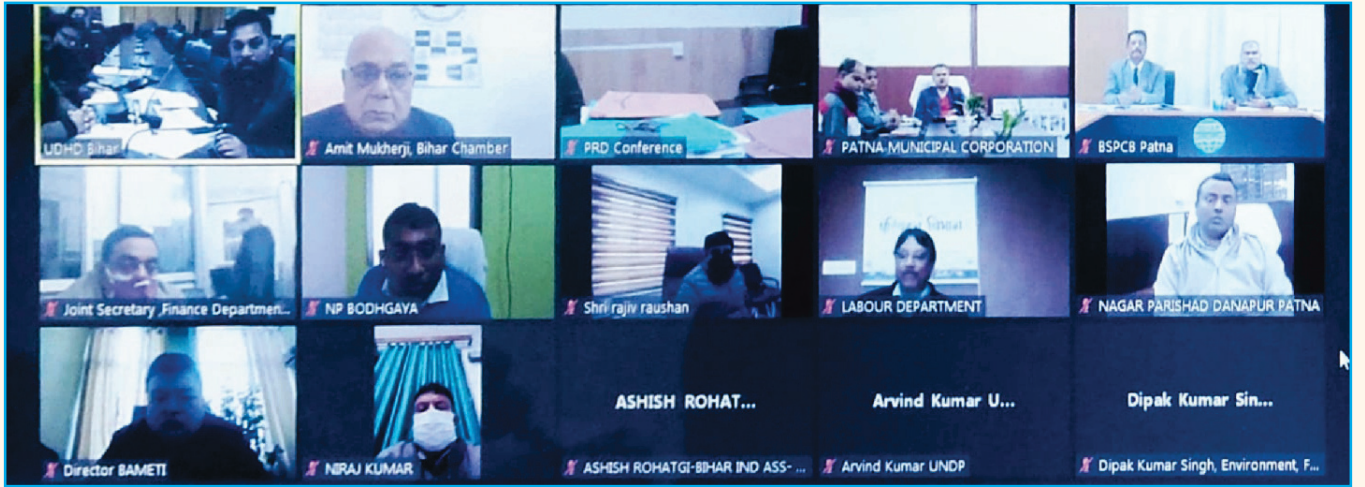 UDHD Bihar
Amit Mukherji, Bihar Chamber
PRD Conference
PATNA MUNICIPAL CORPORATION
BSPCB Patna
Joint Secretary ,Finance Departmen...
NP BODHGAYA
Shri rajiv raushan
LABOUR DEPARTMENT
NAGAR PARISHAD DANAPUR PATNA
Director BAMETI
NIRAJ KUMAR
ASHISH ROHAT...
ASHISH ROHATGI-BIHAR IND ASS- ...
Arvind Kumar U...
Arvind Kumar UNDP
Dipak Kumar Sin...
Dipak Kumar Singh, Environment, F...